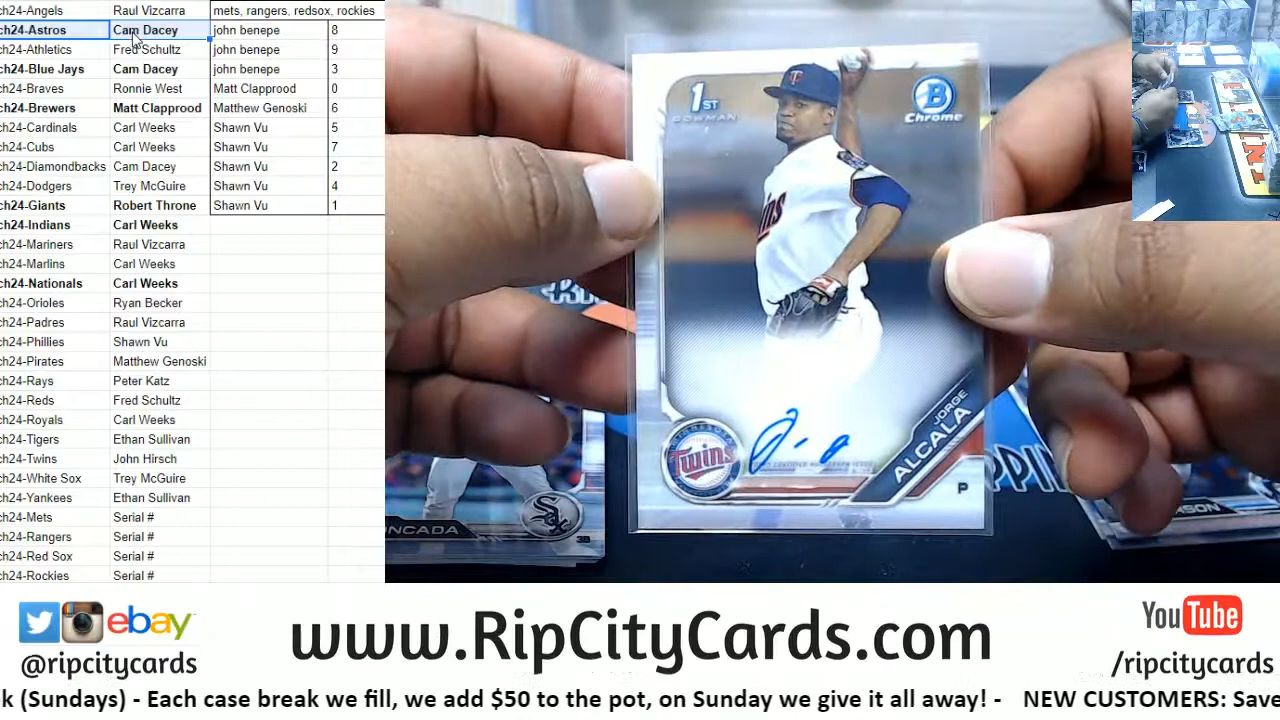 ch24-Angels Raul Vizcarra mets, rangers, redsox, rockies
ch24-Astros Cam Dacey john benepe 8
ch24-Athletics Fred Schultz john benepe 9
ch24-Blue Jays Cam Dacey john benepe 3
ch24-Braves Ronnie West Matt Clapprood 0
ch24-Brewers Matt Clapprood Matthew Genoski 6
ch24-Cardinals Carl Weeks Shawn Vu 5
ch24-Cubs Carl Weeks Shawn Vu 7
ch24-Diamondbacks Cam Dacey Shawn Vu 2
ch24-Dodgers Trey McGuire Shawn Vu 4
ch24-Giants Robert Throne Shawn Vu 1
ch24-Indians Carl Weeks
ch24-Mariners Raul Vizcarra
ch24-Marlins Carl Weeks
ch24-Nationals Carl Weeks
ch24-Orioles Ryan Becker
ch24-Padres Raul Vizcarra
ch24-Phillies Shawn Vu
ch24-Pirates Matthew Genoski
ch24-Rays Peter Katz
ch24-Reds Fred Schultz
ch24-Royals Carl Weeks
ch24-Tigers Ethan Sullivan
ch24-Twins John Hirsch
ch24-White Sox Trey McGuire
ch24-Yankees Ethan Sullivan
ch24-Mets Serial #
ch24-Rangers Serial #
ch24-Red Sox Serial #
ch24-Rockies Serial #
1ST
BOWMAN
B
Chrome
T
Twins
JORGE
ALCALA
P
NCADA
3B
PPIN
SON
ebay
@ripcitycards
www.RipCityCards.com
YouTube
/ripcitycards
k (Sundays) - Each case break we fill, we add $50 to the pot, on Sunday we give it all away! - NEW CUSTOMERS: Save